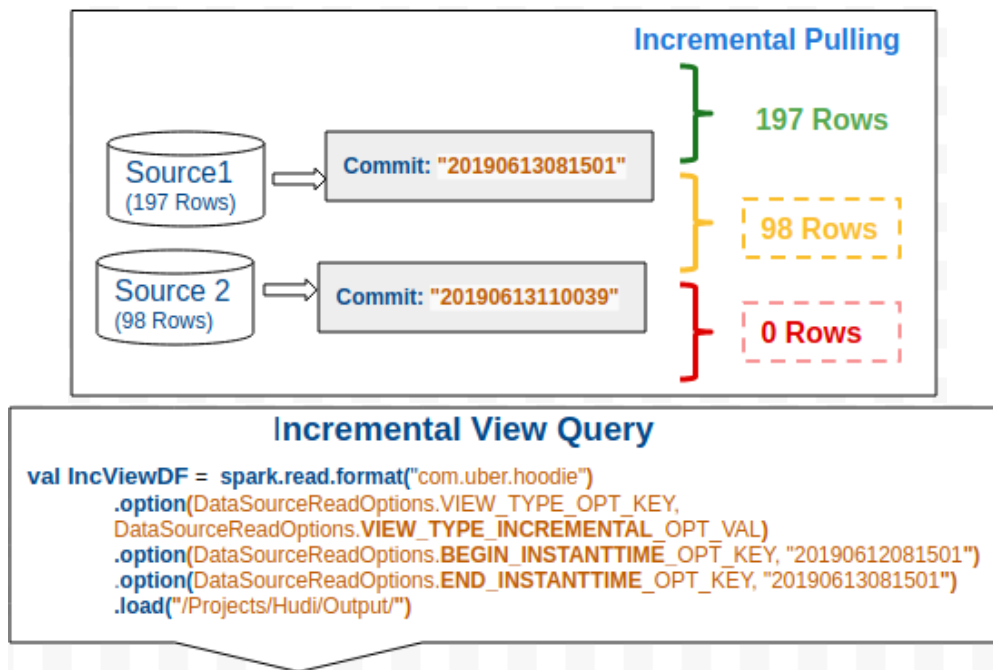 Incremental Pulling
197 Rows
Source1
(197 Rows)
Commit: "20190613081501"
98 Rows
Source 2
(98 Rows)
Commit: "20190613110039"
0 Rows
Incremental View Query
val IncViewDF = spark.read.format("com.uber.hoodie")
.option(DataSourceReadOptions.VIEW_TYPE_OPT_KEY,
DataSourceReadOptions.VIEW_TYPE_INCREMENTAL_OPT_VAL)
.option(DataSourceReadOptions.BEGIN_INSTANTTIME_OPT_KEY, "20190612081501")
.option(DataSourceReadOptions.END_INSTANTTIME_OPT_KEY, "20190613081501")
.load("/Projects/Hudi/Output/")